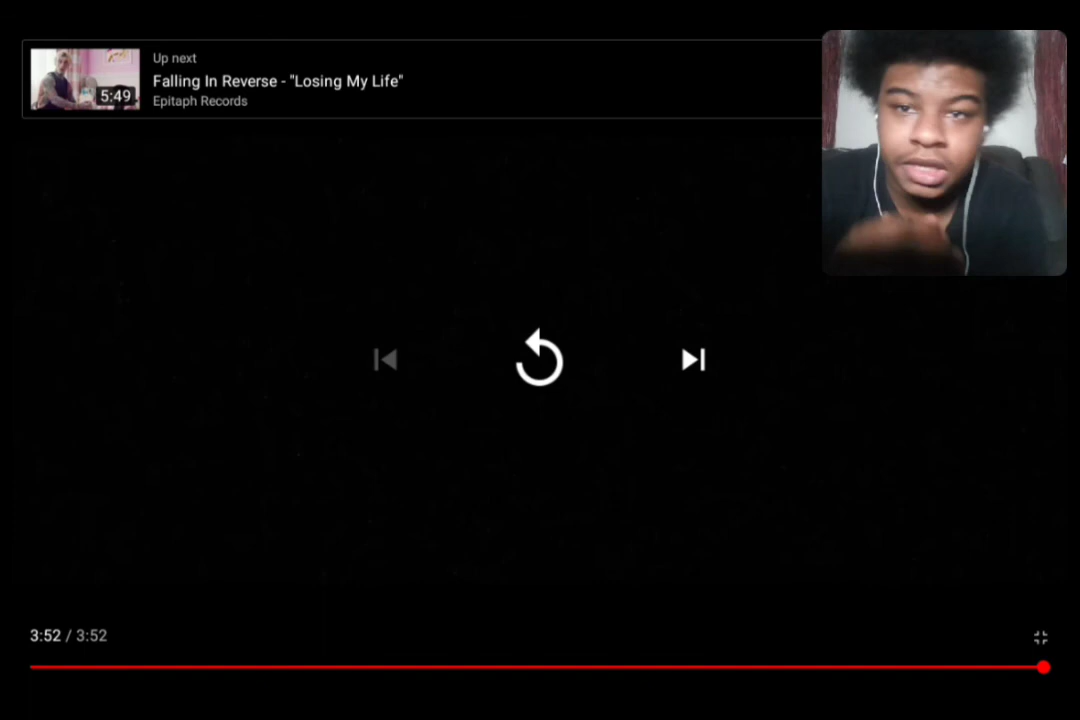 Up next
Falling In Reverse - "Losing My Life"
5:49
Epitaph Records
3:52 / 3:52